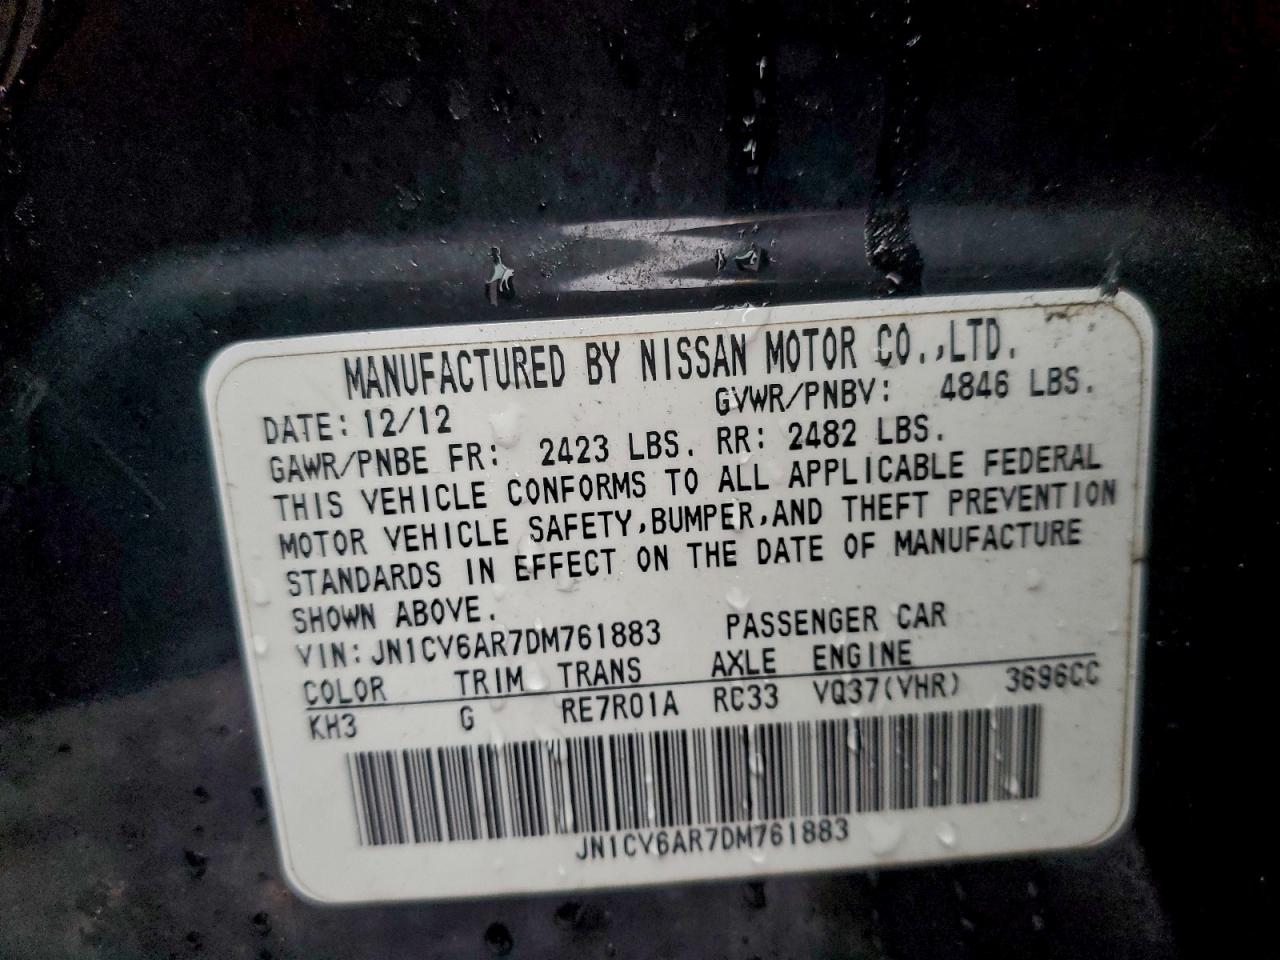 MANUFACTURED BY NISSAN MOTOR CO.,LTD.
DATE: 12/12 GVWR/PNBV: 4846 LBS.
GAWR/PNBE FR: 2423 LBS. RR: 2482 LBS.
THIS VEHICLE CONFORMS TO ALL APPLICABLE FEDERAL
MOTOR VEHICLE SAFETY,BUMPER,AND THEFT PREVENTION
STANDARDS IN EFFECT ON THE DATE OF MANUFACTURE
SHOWN ABOVE.
VIN: JN1CV6AR7DM761883 PASSENGER CAR
COLOR TRIM TRANS AXLE ENGINE
KH3 G RE7R01A RC33 VQ37(VHR) 3696CC
JN1CV6AR7DM761883